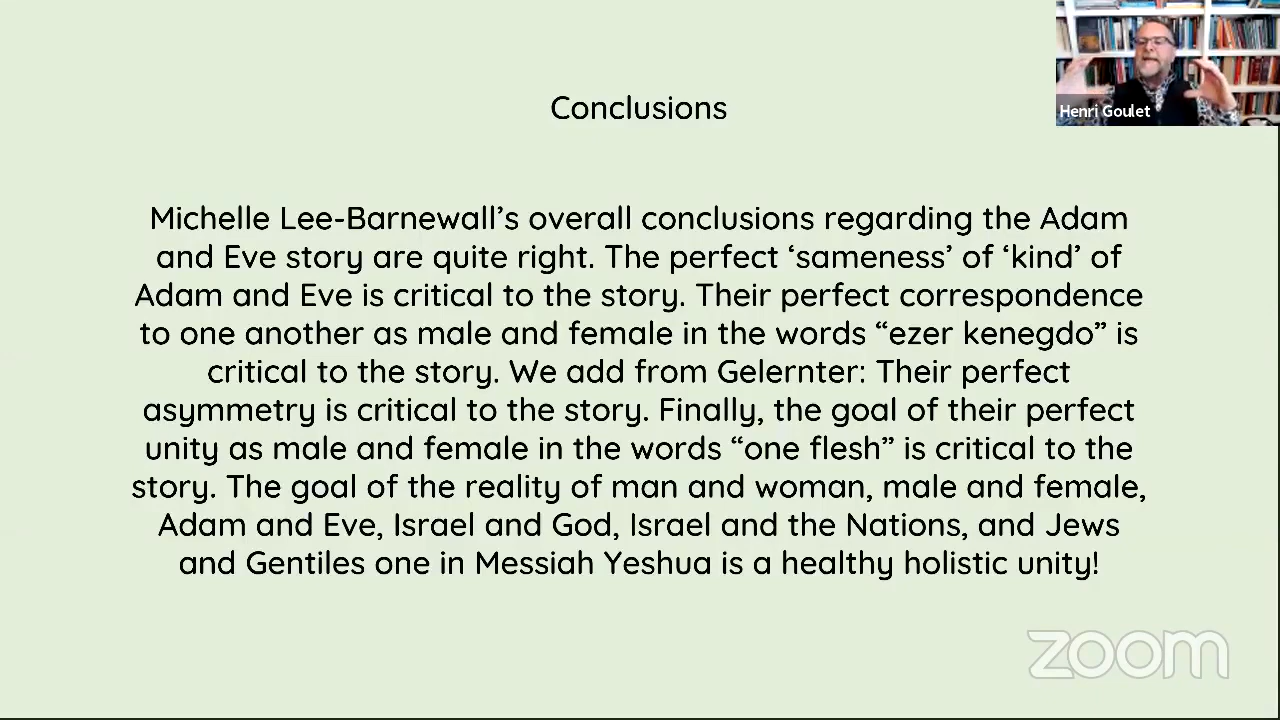 Henri Goulet
Conclusions
Michelle Lee-Barnewall’s overall conclusions regarding the Adam
and Eve story are quite right. The perfect ‘sameness’ of ‘kind’ of
Adam and Eve is critical to the story. Their perfect correspondence
to one another as male and female in the words “ezer kenegdo” is
critical to the story. We add from Gelernter: Their perfect
asymmetry is critical to the story. Finally, the goal of their perfect
unity as male and female in the words “one flesh” is critical to the
story. The goal of the reality of man and woman, male and female,
Adam and Eve, Israel and God, Israel and the Nations, and Jews
and Gentiles one in Messiah Yeshua is a healthy holistic unity!
zoom